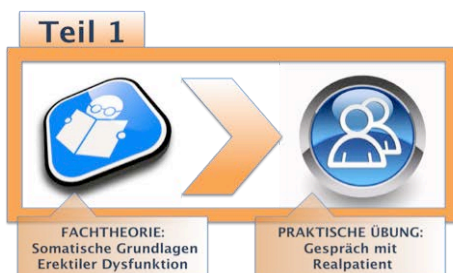 Teil 1
FACHTHEORIE:
Somatische Grundlagen
Erektiler Dysfunktion
PRAKTISCHE ÜBUNG:
Gespräch mit
Realpatient